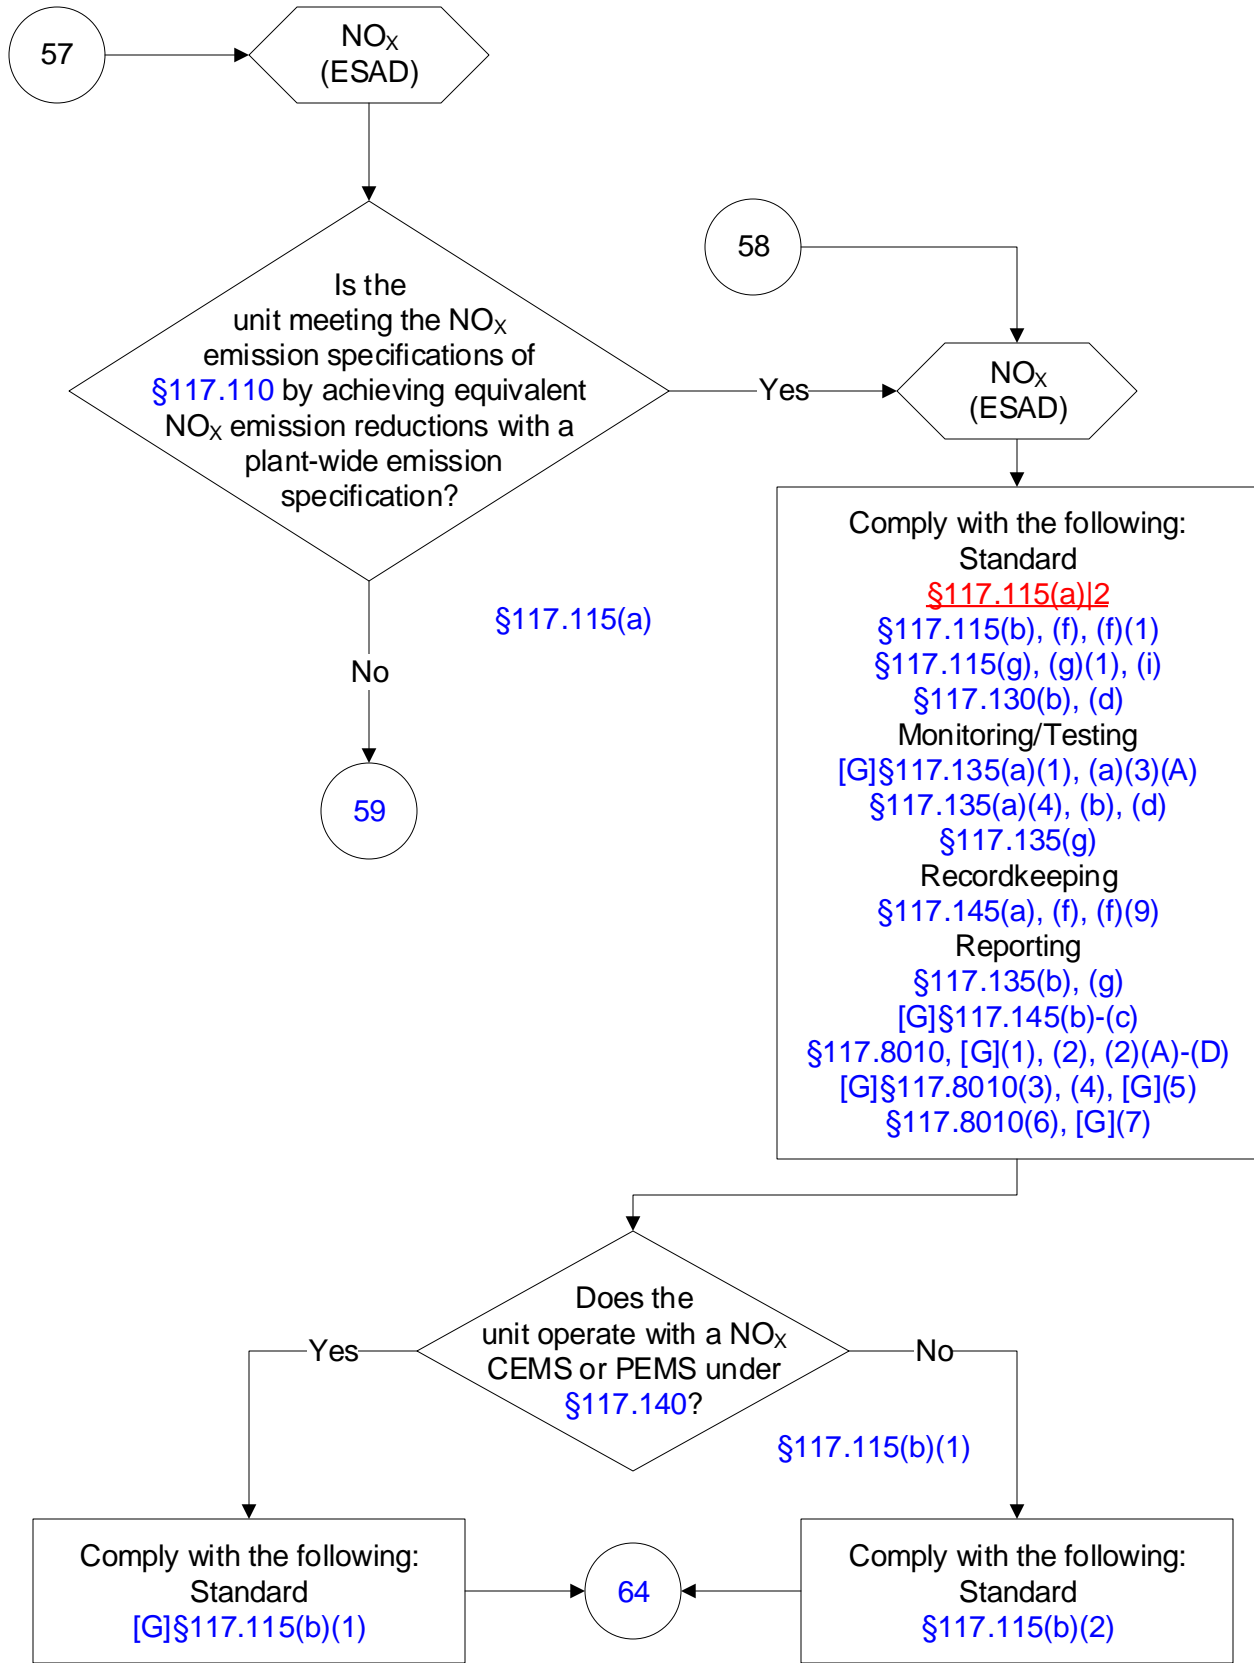 57
NOX
(ESAD)
Is the
unit meeting the NOX
emission specifications of
§117.110 by achieving equivalent
NOX emission reductions with a
plant-wide emission
specification?
Yes
58
NOX
(ESAD)
§117.115(a)
No
59
Comply with the following:
Standard
§117.115(a)|2
§117.115(b), (f), (f)(1)
§117.115(g), (g)(1), (i)
§117.130(b), (d)
Monitoring/Testing
[G]§117.135(a)(1), (a)(3)(A)
§117.135(a)(4), (b), (d)
§117.135(g)
Recordkeeping
§117.145(a), (f), (f)(9)
Reporting
§117.135(b), (g)
[G]§117.145(b)-(c)
§117.8010, [G](1), (2), (2)(A)-(D)
[G]§117.8010(3), (4), [G](5)
§117.8010(6), [G](7)
Does the
unit operate with a NOX
CEMS or PEMS under
§117.140?
Yes
No
§117.115(b)(1)
Comply with the following:
Standard
[G]§117.115(b)(1)
64
Comply with the following:
Standard
§117.115(b)(2)